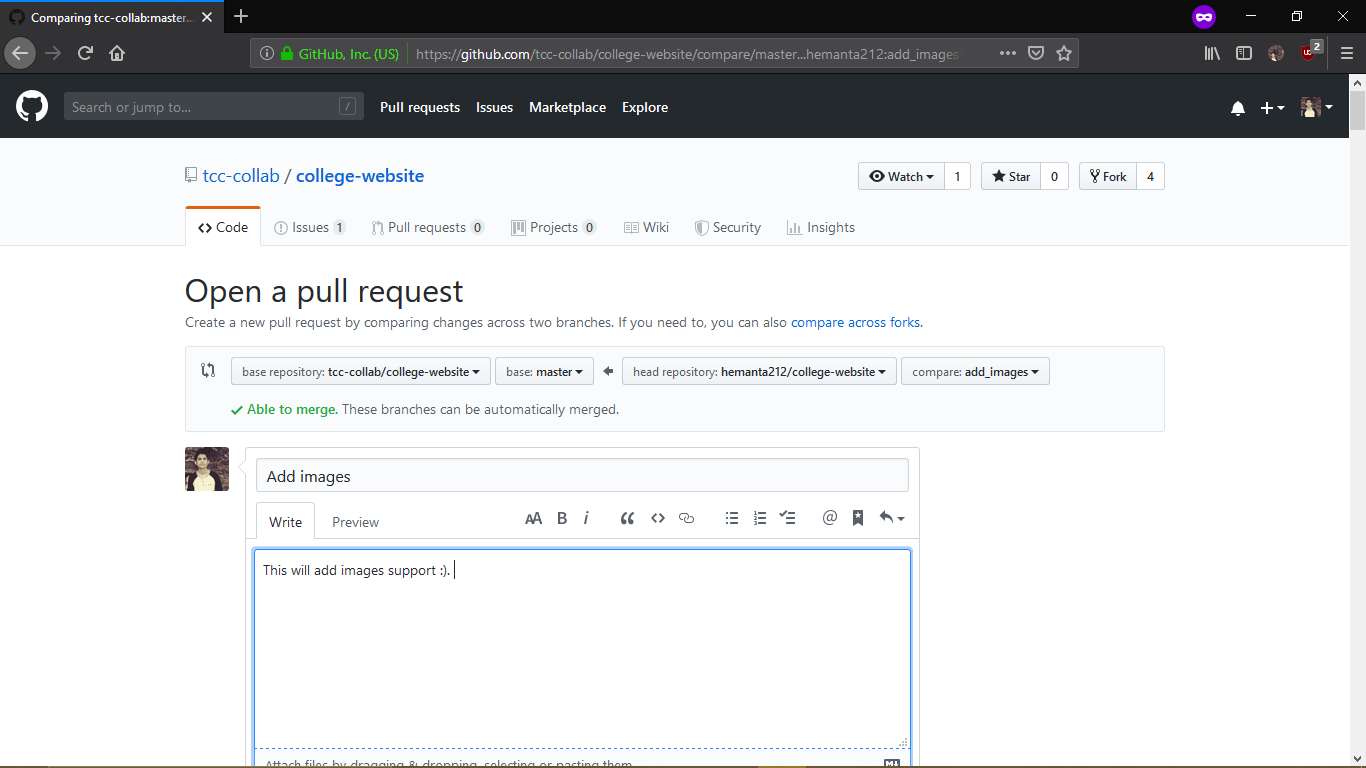 Comparing tcc-collab:master...
GitHub, Inc. (US) https://github.com/tcc-collab/college-website/compare/master...hemanta212:add_images 2
Search or jump to... / Pull requests Issues Marketplace Explore
tcc-collab / college-website Watch 1 Star 0 Fork 4
Code Issues 1 Pull requests 0 Projects 0 Wiki Security Insights
Open a pull request
Create a new pull request by comparing changes across two branches. If you need to, you can also compare across forks.
base repository: tcc-collab/college-website base: master head repository: hemanta212/college-website compare: add_images
Able to merge. These branches can be automatically merged.
Add images
Write Preview AA B i @
This will add images support :).
Attach files by dragging & dropping, selecting or pasting them.